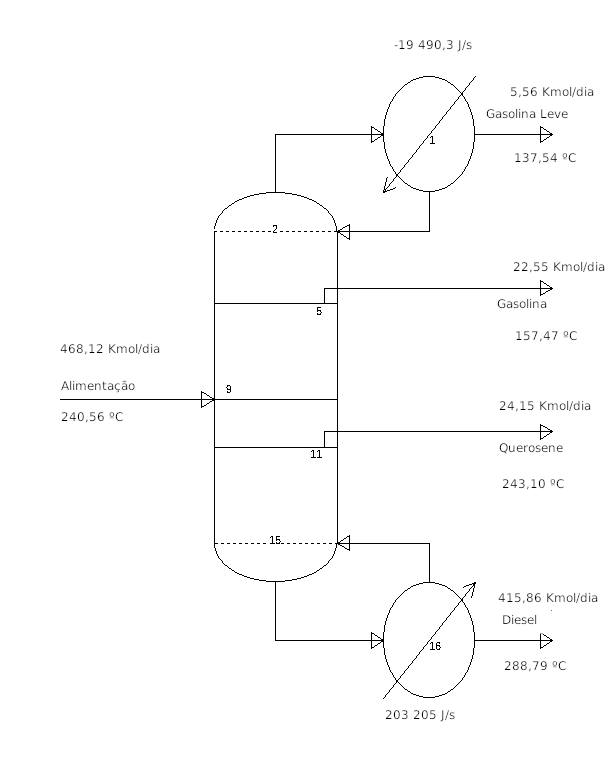 -19 490,3 J/s
5,56 Kmol/dia
Gasolina Leve
1
137,54 ºC
2
22,55 Kmol/dia
Gasolina
5
157,47 ºC
468,12 Kmol/dia
Alimentação
9
240,56 ºC
24,15 Kmol/dia
Querosene
11
243,10 ºC
15
415,86 Kmol/dia
Diesel
16
288,79 ºC
203 205 J/s